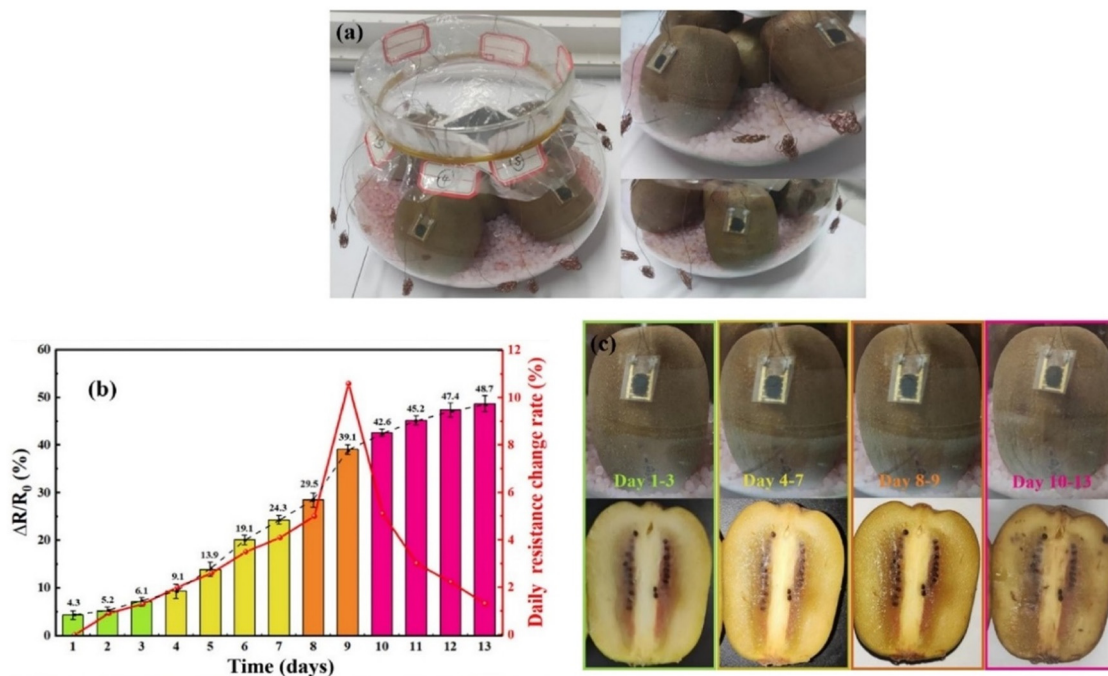 (a)
(b)
60
50
40
30
20
10
0
ΔR/R₀ (%)
12
10
8
6
4
2
0
Daily resistance change rate (%)
4.3
5.2
6.1
9.1
13.9
19.1
24.3
29.5
39.1
42.6
45.2
47.4
48.7
1 2 3 4 5 6 7 8 9 10 11 12 13
Time (days)
(c)
Day 1-3
Day 4-7
Day 8-9
Day 10-13